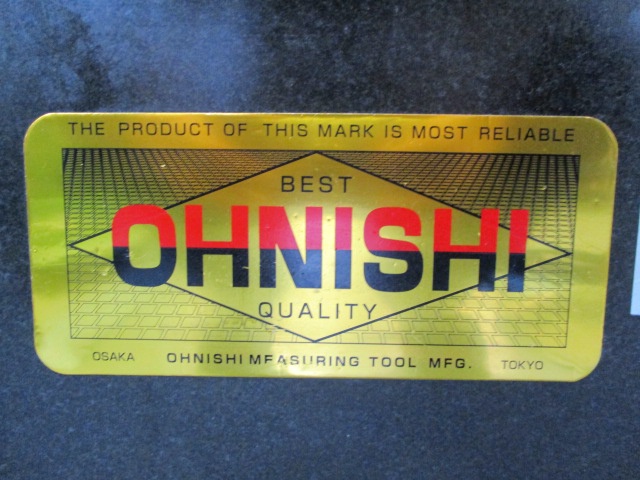 THE PRODUCT OF THIS MARK IS MOST RELIABLE
BEST
OHNISHI
QUALITY
OSAKA OHNISHI MEASURING TOOL MFG. TOKYO